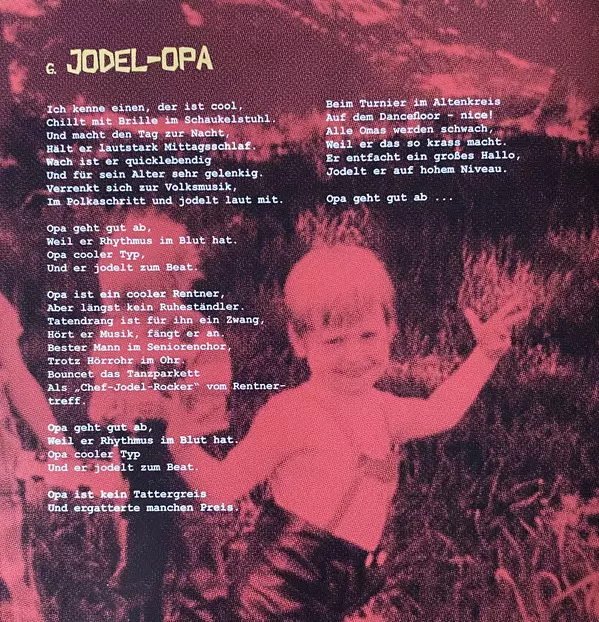 6. JODEL-OPA
Ich kenne einen, der ist cool,
Chillt mit Brille im Schaukelstuhl.
Und macht den Tag zur Nacht,
Hält er lautstark Mittagsschlaf.
Wach ist er quicklebendig
Und für sein Alter sehr gelenkig.
Verrenkt sich zur Volksmusik,
Im Polkaschritt und jodelt laut mit.
Opa geht gut ab,
Weil er Rhythmus im Blut hat.
Opa cooler Typ,
Und er jodelt zum Beat.
Opa ist ein cooler Rentner,
Aber längst kein Ruheständler.
Tatendrang ist für ihn ein Zwang,
Hört er Musik, fängt er an.
Bester Mann im Seniorenchor,
Trotz Hörrohr im Ohr,
Bouncet das Tanzparkett
Als „Chef-Jodel-Rocker“ vom Rentner-
treff.
Opa geht gut ab,
Weil er Rhythmus im Blut hat.
Opa cooler Typ
Und er jodelt zum Beat.
Opa ist kein Tattergreis
Und ergatterte manchen Preis.
Beim Turnier im Altenkreis
Auf dem Dancefloor - nice!
Alle Omas werden schwach,
Weil er das so krass macht.
Er entfacht ein großes Hallo,
Jodelt er auf hohem Niveau.
Opa geht gut ab ...